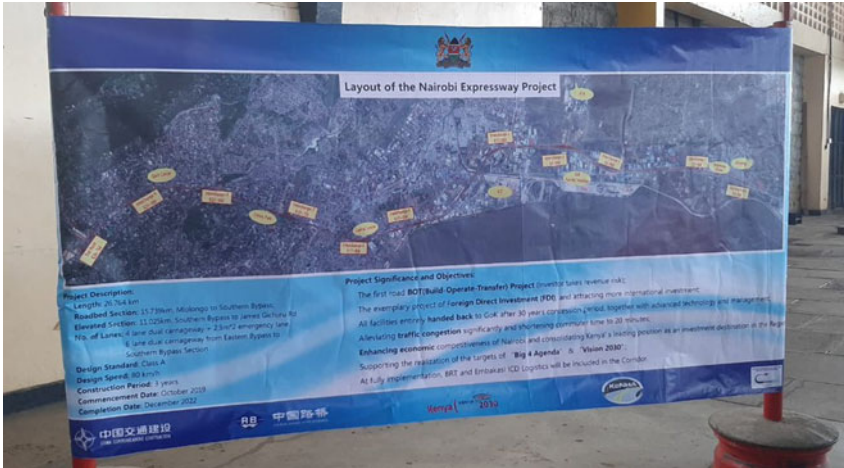 Layout of the Nairobi Expressway Project
Project Description:
Length: 26.764 km
Roadbed Section: 15.739km, Mlolongo to Southern Bypass;
Elevated Section: 11.025km, Southern Bypass to James Gichuru Rd
No. of Lanes: 4 lane dual carriageway + 2.5m*2 emergency lane
6 lane dual carriageway from Eastern Bypass to
Southern Bypass Section
Design Standard: Class A
Design Speed: 80 km/h
Construction Period: 3 years
Commencement Date: October 2019
Completion Date: December 2022
Project Significance and Objectives:
The first road BOT(Build-Operate-Transfer) Project (Investor takes revenue risk);
The exemplary project of Foreign Direct Investment (FDI) and attracting more international investment;
All facilities entirely handed back to GoK after 30 years concession period, together with advanced technology and management;
Alleviating traffic congestion significantly and shortening commuter time to 20 minutes;
Enhancing economic competitiveness of Nairobi and consolidating Kenya's leading position as an investment destination in the Region
Supporting the realization of the targets of "Big 4 Agenda" & "Vision 2030";
At fully implementation, BRT and Embakasi ICD Logistics will be included in the Corridor.
中国交通建设
CHINA COMMUNICATIONS CONSTRUCTION
RB 中国路桥
Kenya VISION 2030
KeNHA